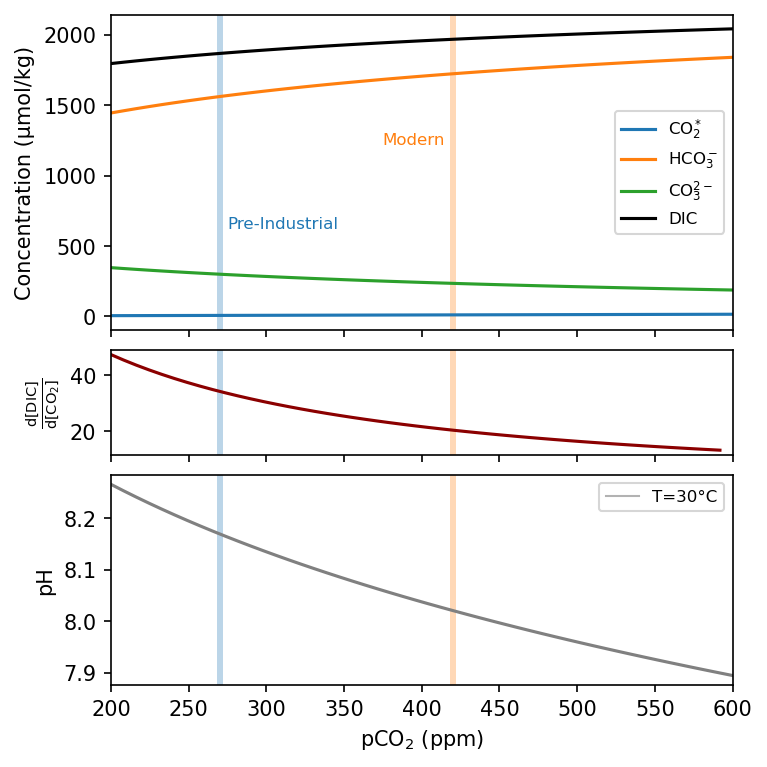 2000
1500
1000
500
0
Concentration (µmol/kg)
Modern
Pre-Industrial
CO₂*
HCO₃⁻
CO₃²⁻
DIC
40
20
d[DIC]
d[CO₂]
T=30°C
8.2
8.1
8.0
7.9
pH
200 250 300 350 400 450 500 550 600
pCO₂ (ppm)